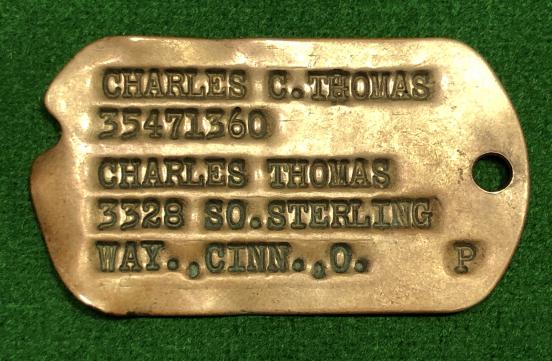 CHARLES C. THOMAS
35471360
CHARLES THOMAS
3328 SO. STERLING
WAY., CINN., O. P